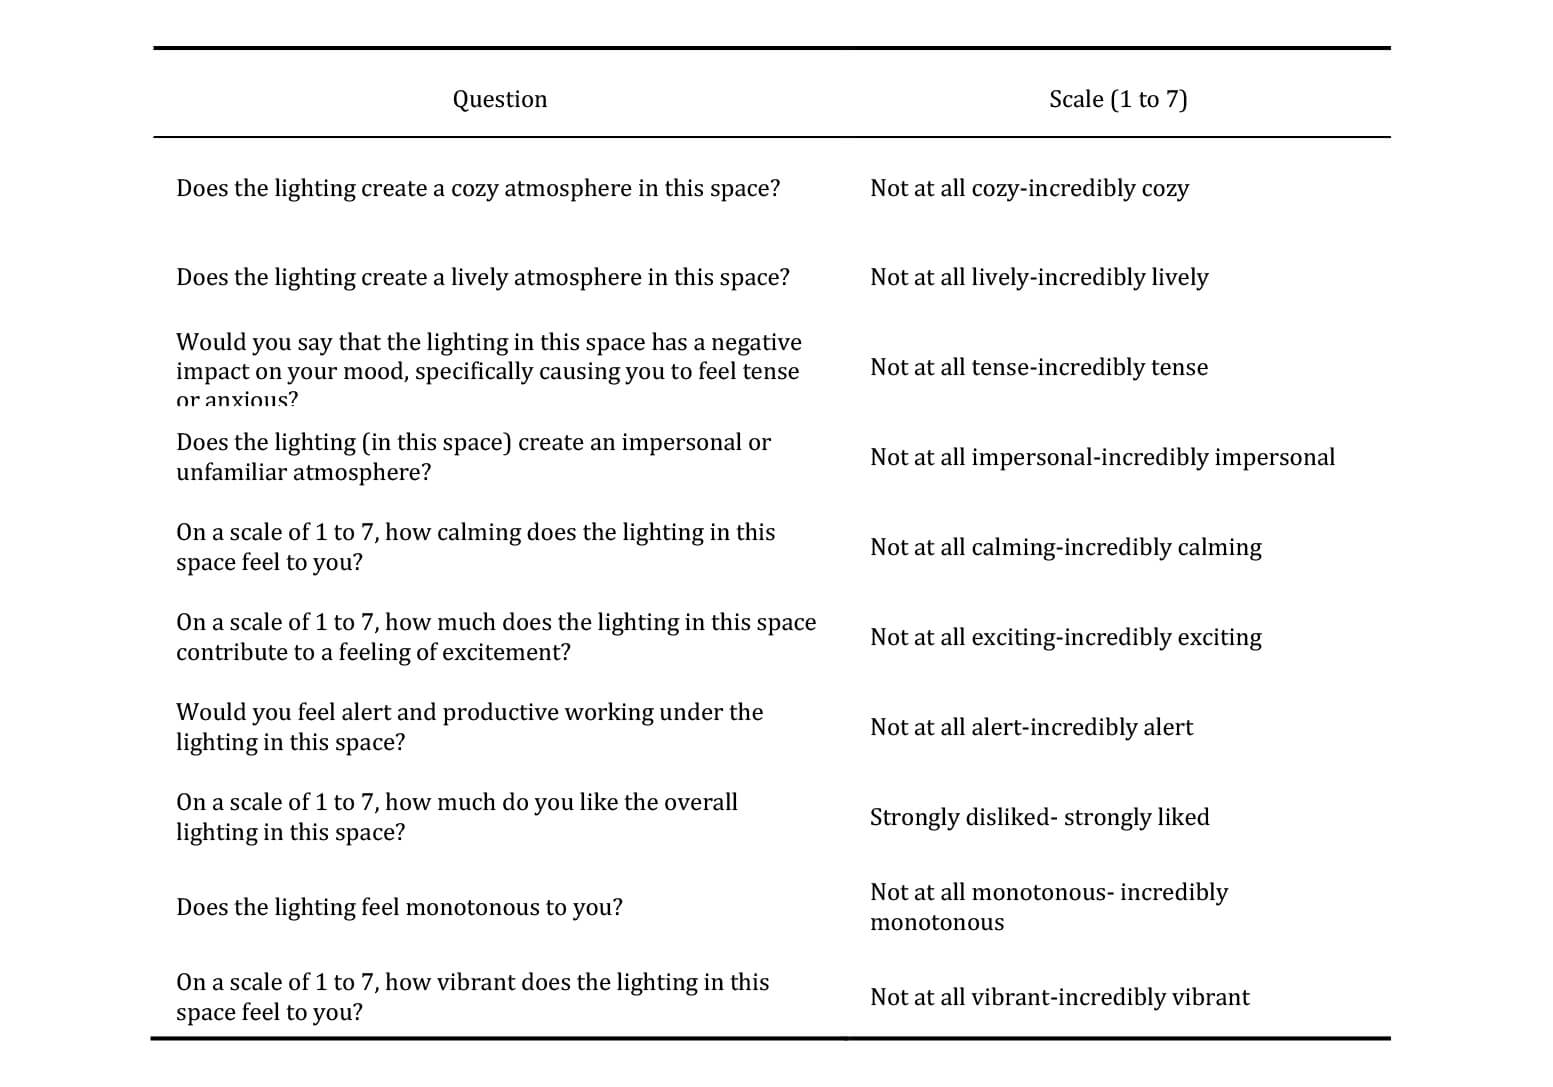 Question
Scale (1 to 7)
Does the lighting create a cozy atmosphere in this space?
Not at all cozy-incredibly cozy
Does the lighting create a lively atmosphere in this space?
Not at all lively-incredibly lively
Would you say that the lighting in this space has a negative
impact on your mood, specifically causing you to feel tense
or anxious?
Not at all tense-incredibly tense
Does the lighting (in this space) create an impersonal or
unfamiliar atmosphere?
Not at all impersonal-incredibly impersonal
On a scale of 1 to 7, how calming does the lighting in this
space feel to you?
Not at all calming-incredibly calming
On a scale of 1 to 7, how much does the lighting in this space
contribute to a feeling of excitement?
Not at all exciting-incredibly exciting
Would you feel alert and productive working under the
lighting in this space?
Not at all alert-incredibly alert
On a scale of 1 to 7, how much do you like the overall
lighting in this space?
Strongly disliked- strongly liked
Does the lighting feel monotonous to you?
Not at all monotonous- incredibly
monotonous
On a scale of 1 to 7, how vibrant does the lighting in this
space feel to you?
Not at all vibrant-incredibly vibrant